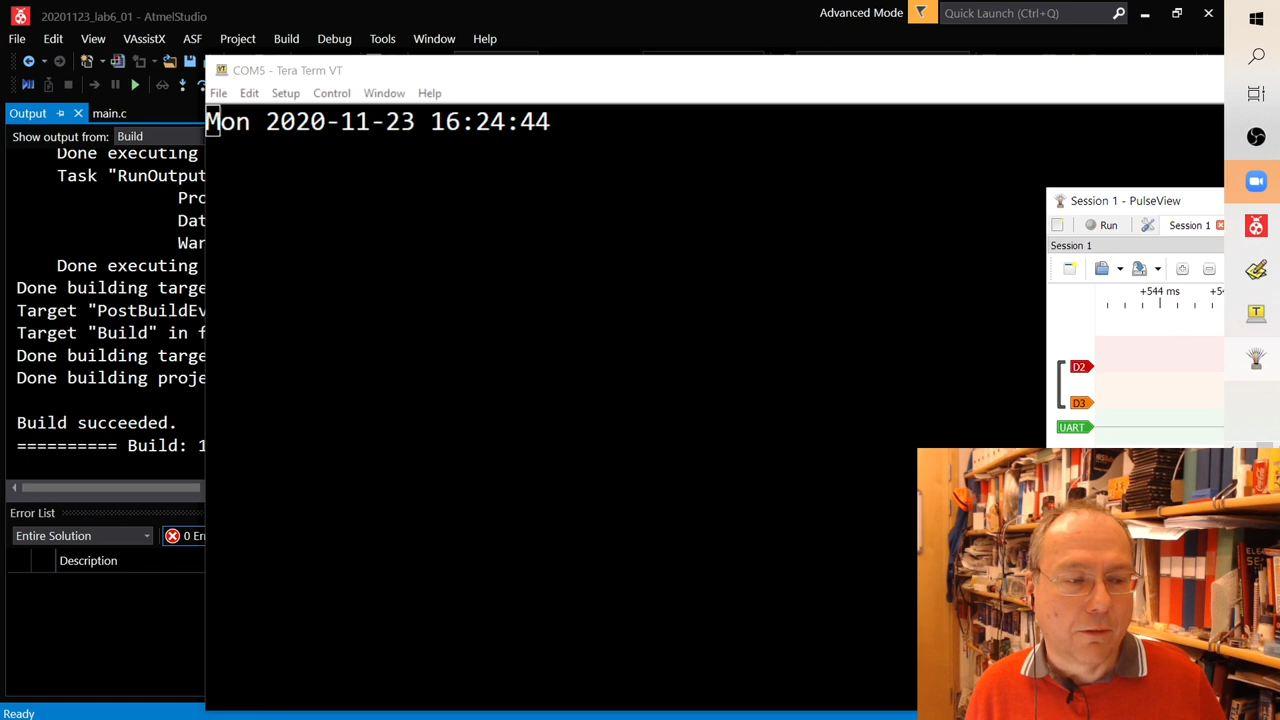 20201123_lab6_01 - AtmelStudio
Advanced Mode
Quick Launch (Ctrl+Q)
File Edit View VAssistX ASF Project Build Debug Tools Window Help
COM5 - Tera Term VT
File Edit Setup Control Window Help
Mon 2020-11-23 16:24:44
Output
main.c
Show output from: Build
Done executing
Task "RunOutput
Pro
Dat
War
Done executing
Done building targe
Target "PostBuildEv
Target "Build" in f
Done building targe
Done building proje
Build succeeded.
========== Build: 1
Error List
Entire Solution
0 Err
Description
Ready
Session 1 - PulseView
Run
Session 1
Session 1
+544 ms
D2
D3
UART